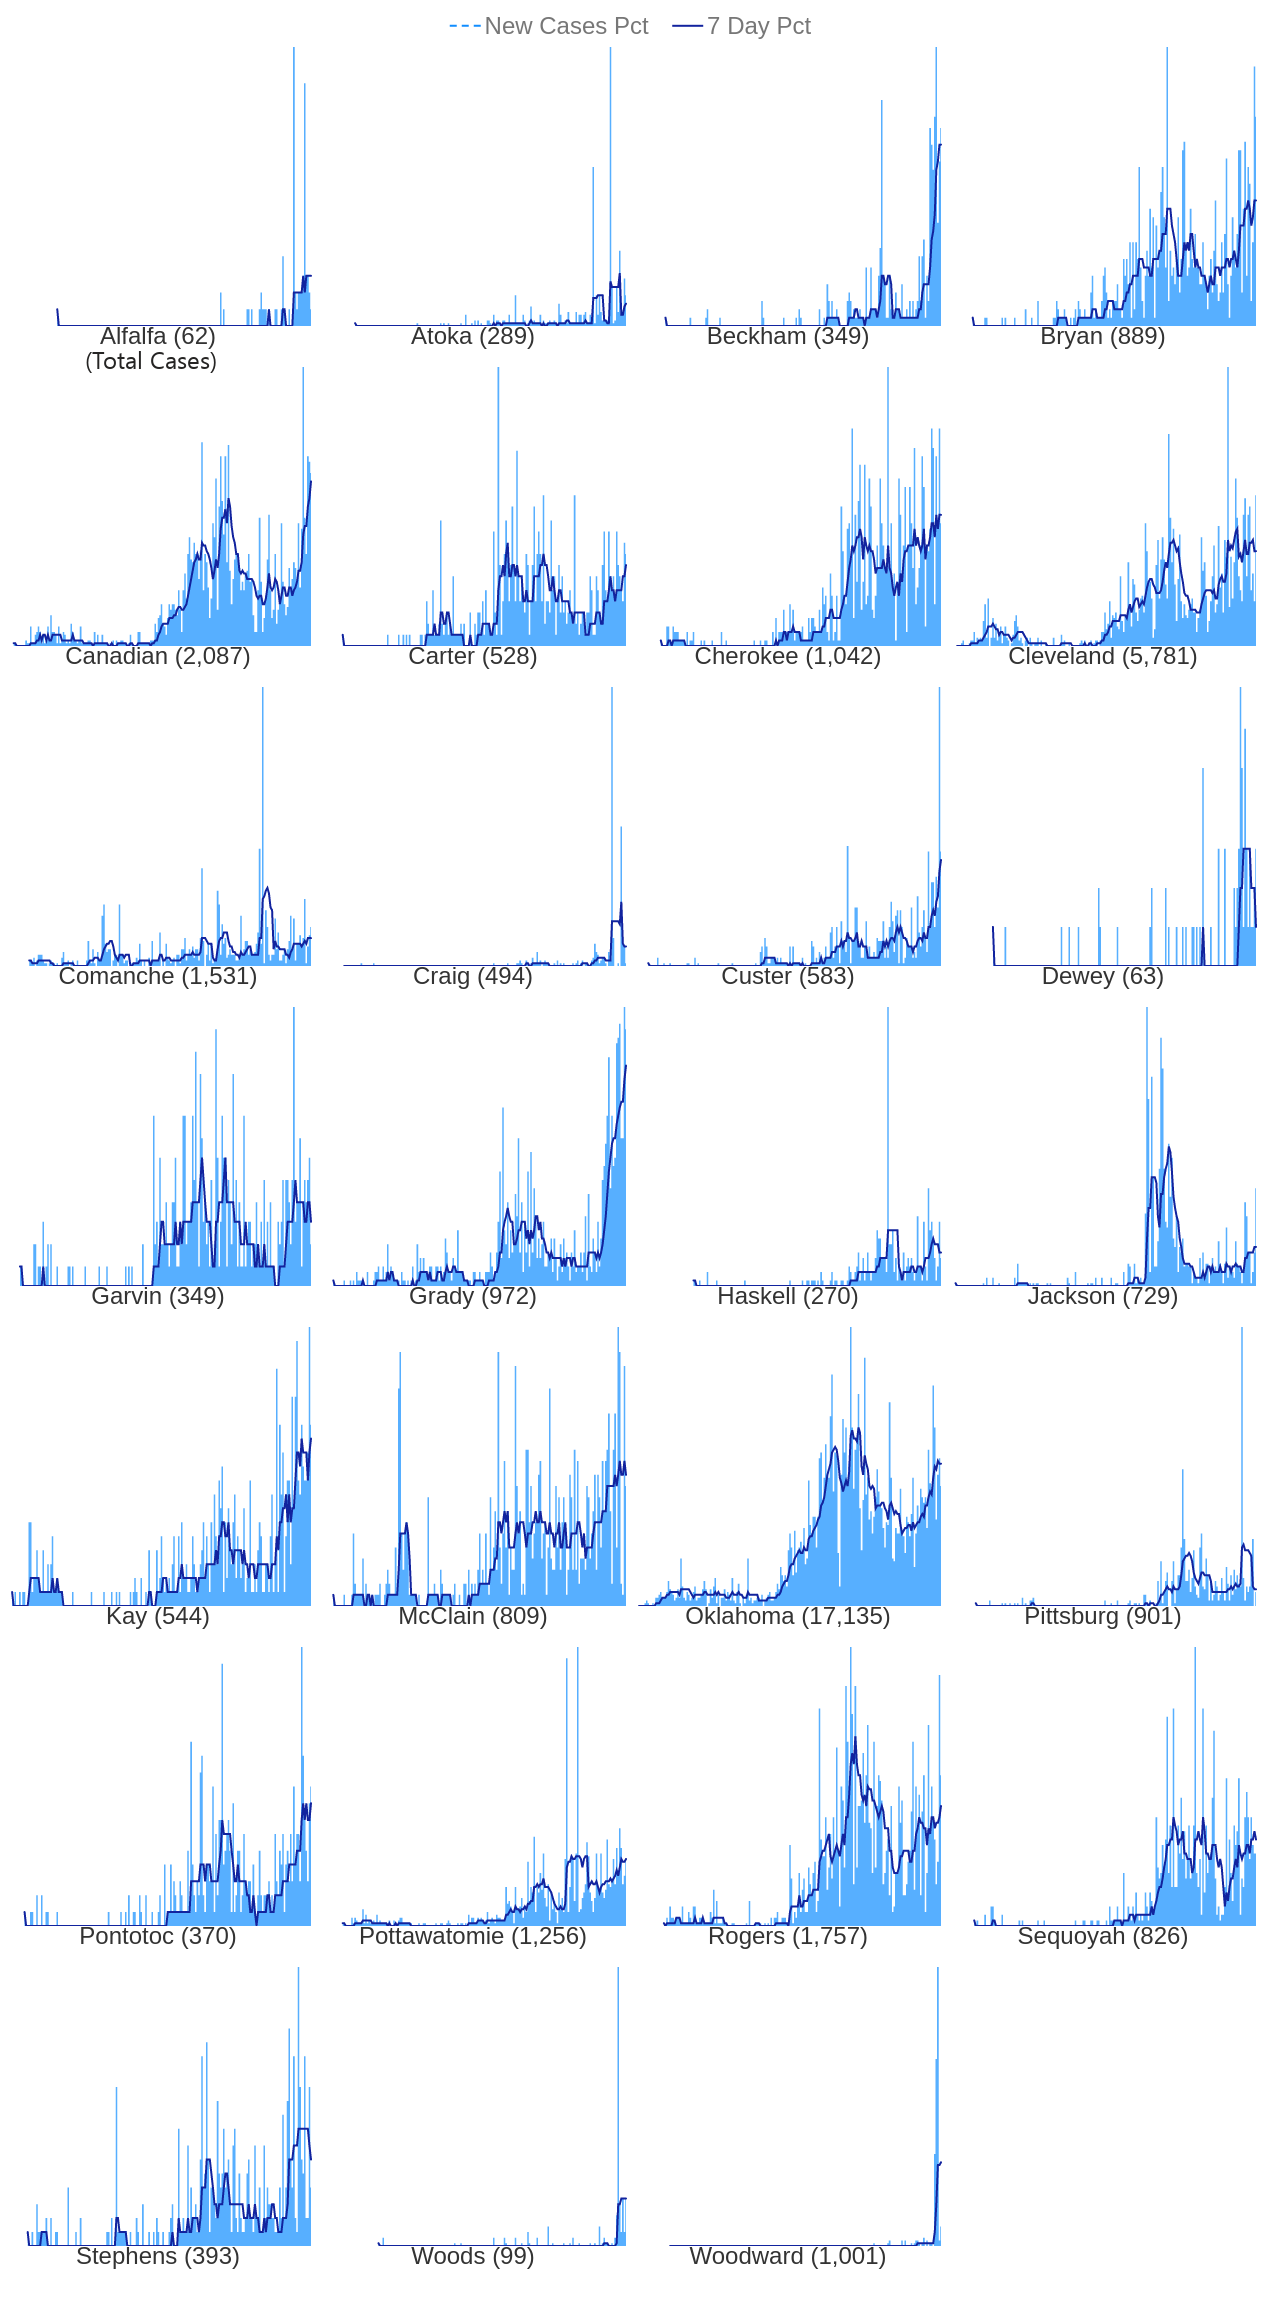 New Cases Pct 7 Day Pct
Alfalfa (62) Atoka (289) Beckham (349) Bryan (889)
(Total Cases)
Canadian (2,087) Carter (528) Cherokee (1,042) Cleveland (5,781)
Comanche (1,531) Craig (494) Custer (583) Dewey (63)
Garvin (349) Grady (972) Haskell (270) Jackson (729)
Kay (544) McClain (809) Oklahoma (17,135) Pittsburg (901)
Pontotoc (370) Pottawatomie (1,256) Rogers (1,757) Sequoyah (826)
Stephens (393) Woods (99) Woodward (1,001)